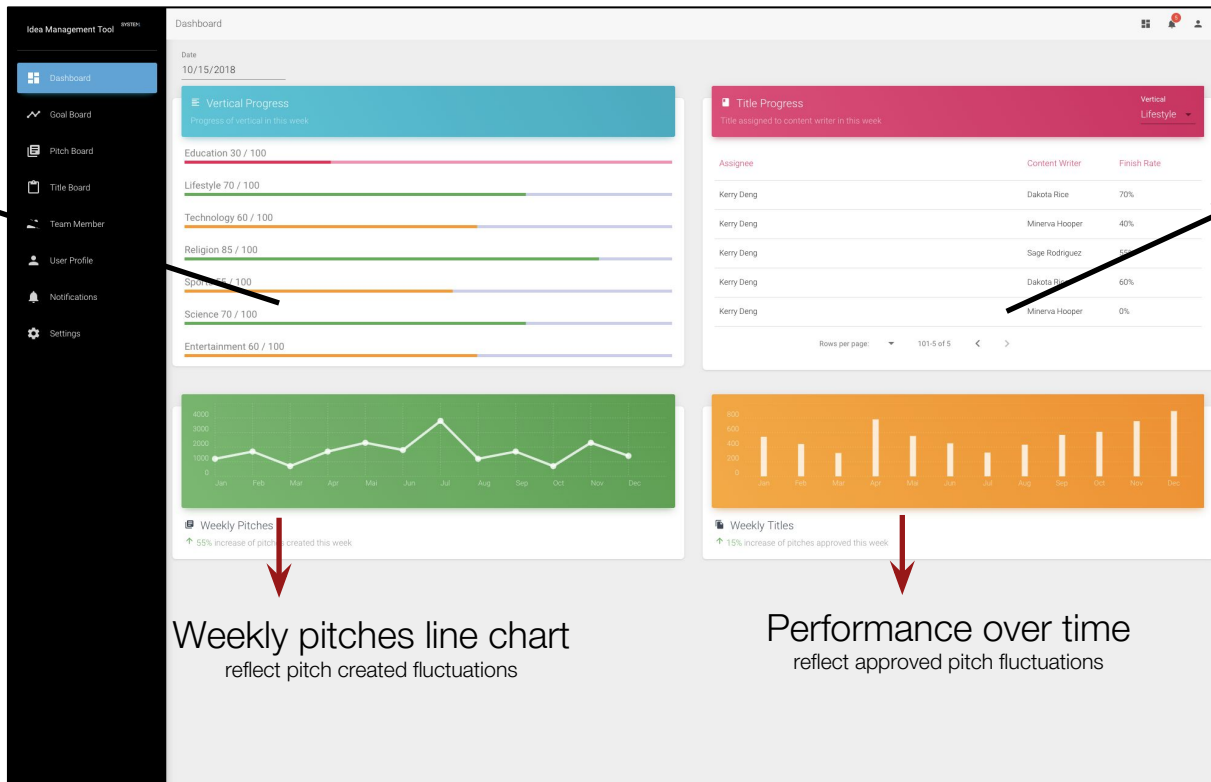 Idea Management Tool SYSTEM
Dashboard
Goal Board
Pitch Board
Title Board
Team Member
User Profile
Notifications
Settings
Dashboard
5
Date
10/15/2018
Vertical Progress
Progress of vertical in this week
Education 30 / 100
Lifestyle 70 / 100
Technology 60 / 100
Religion 85 / 100
Sports 55 / 100
Science 70 / 100
Entertainment 60 / 100
Title Progress
Title assigned to content writer in this week
Vertical
Lifestyle
Assignee Content Writer Finish Rate
Kerry Deng Dakota Rice 70%
Kerry Deng Minerva Hooper 40%
Kerry Deng Sage Rodriguez 55%
Kerry Deng Dakota Rice 60%
Kerry Deng Minerva Hooper 0%
Rows per page: 101-5 of 5
4000
3000
2000
1000
0
Jan Feb Mar Apr Mai Jun Jul Aug Sep Oct Nov Dec
Weekly Pitches
55% increase of pitches created this week
800
600
400
200
0
Jan Feb Mar Apr Mai Jun Jul Aug Sep Oct Nov Dec
Weekly Titles
15% increase of pitches approved this week
Weekly pitches line chart
reflect pitch created fluctuations
Performance over time
reflect approved pitch fluctuations